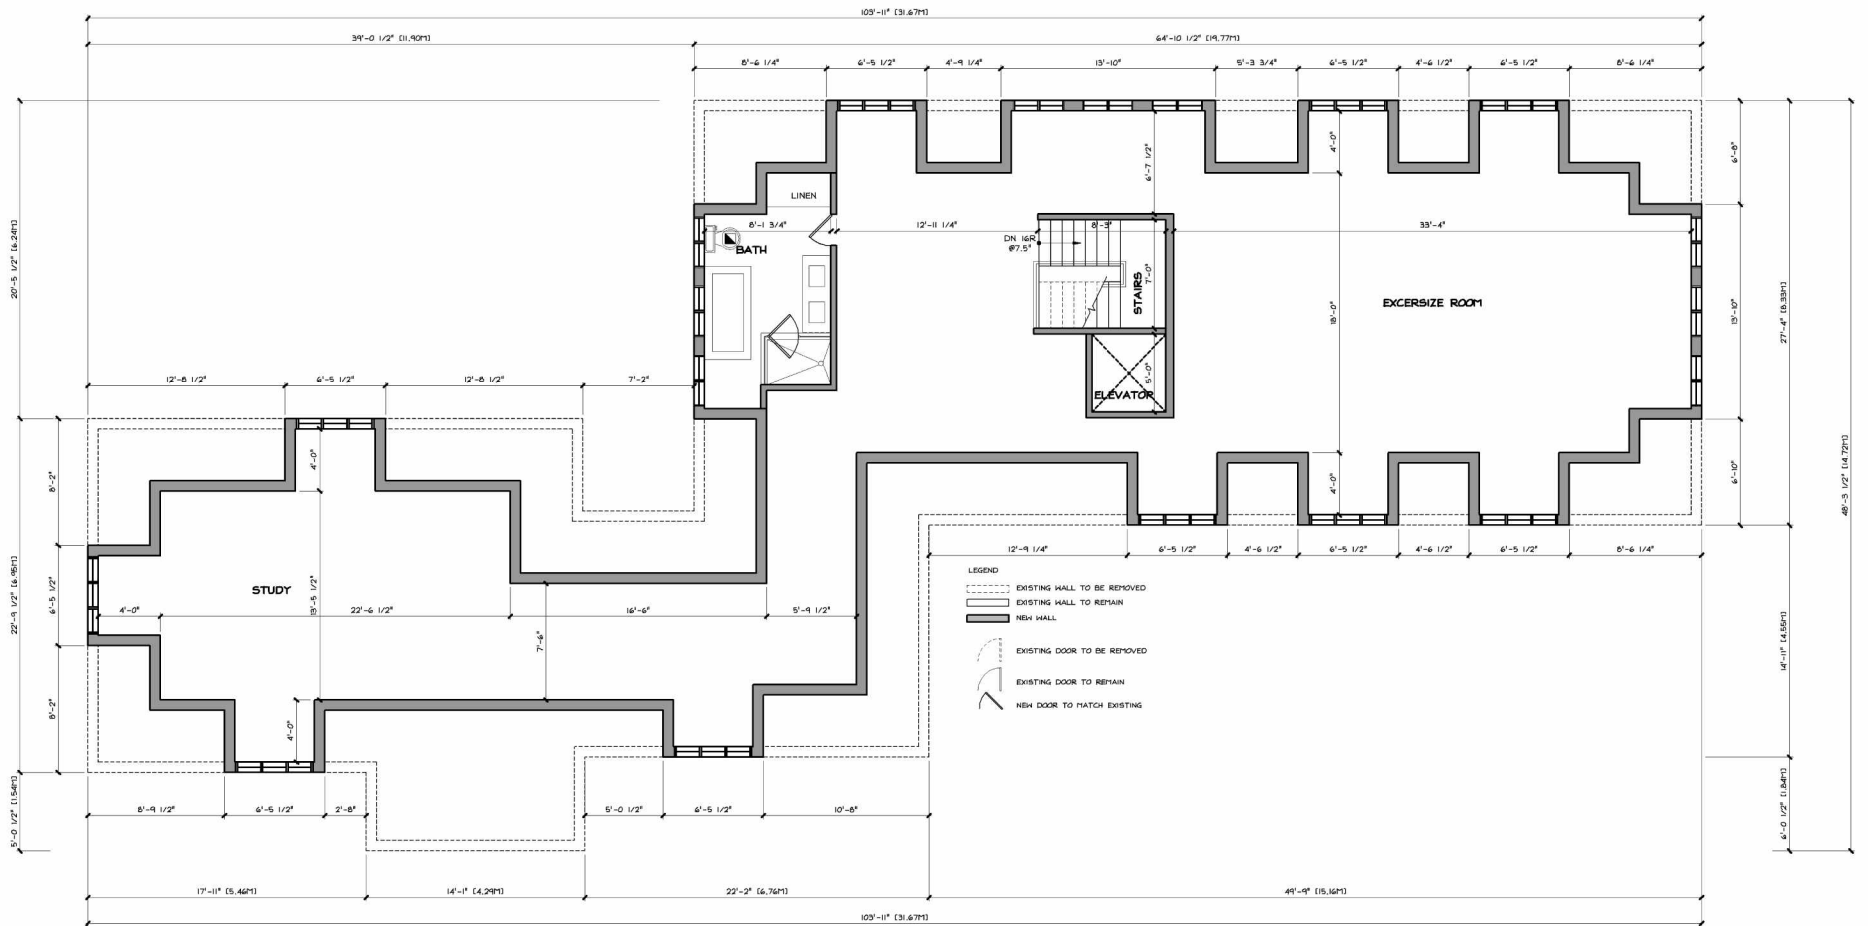 103'-11" [31.67M]
39'-0 1/2" [11.90M]
64'-10 1/2" [19.77M]
8'-6 1/4"
6'-5 1/2"
4'-9 1/4"
13'-10"
5'-3 3/4"
6'-5 1/2"
4'-6 1/2"
6'-5 1/2"
8'-6 1/4"
20'-5 1/2" [6.24M]
LINEN
8'-1 3/4"
BATH
12'-11 1/4"
6'-7 1/2"
8'-3"
DN 16R
@7.5"
7'-0"
STAIRS
5'-0"
ELEVATOR
4'-0"
18'-0"
4'-0"
33'-4"
EXCERSIZE ROOM
6'-8"
13'-10"
6'-10"
27'-4" [8.33M]
48'-3 1/2" [14.72M]
12'-8 1/2"
6'-5 1/2"
12'-8 1/2"
7'-2"
22'-9 1/2" [6.95M]
8'-2"
6'-5 1/2"
8'-2"
4'-0"
STUDY
13'-5 1/2"
4'-0"
22'-6 1/2"
16'-6"
5'-9 1/2"
7'-6"
4'-0"
12'-9 1/4"
6'-5 1/2"
4'-6 1/2"
6'-5 1/2"
4'-6 1/2"
6'-5 1/2"
8'-6 1/4"
LEGEND
EXISTING WALL TO BE REMOVED
EXISTING WALL TO REMAIN
NEW WALL
EXISTING DOOR TO BE REMOVED
EXISTING DOOR TO REMAIN
NEW DOOR TO MATCH EXISTING
14'-11" [4.55M]
5'-0 1/2" [1.54M]
6'-0 1/2" [1.84M]
8'-9 1/2"
6'-5 1/2"
2'-8"
5'-0 1/2"
6'-5 1/2"
10'-8"
17'-11" [5.46M]
14'-1" [4.29M]
22'-2" [6.76M]
49'-9" [15.16M]
103'-11" [31.67M]